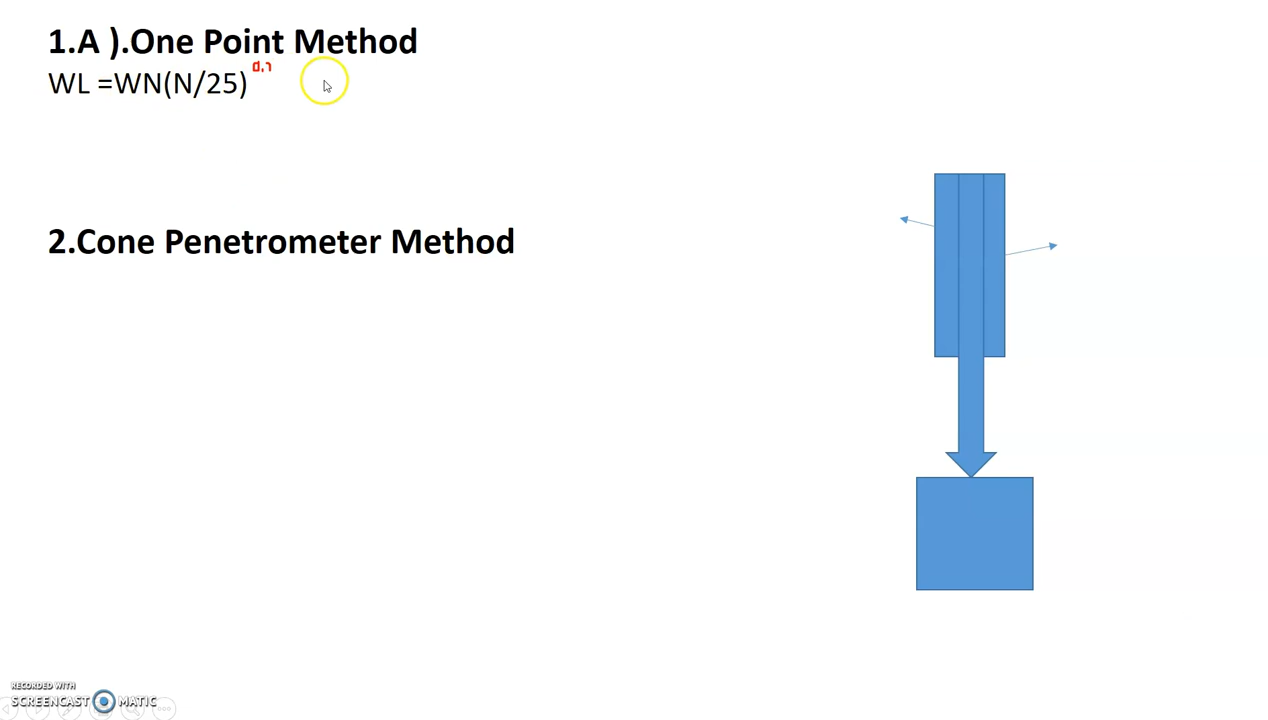 1.A ).One Point Method
WL =WN(N/25)
2.Cone Penetrometer Method
RECORDED WITH
SCREENCAST MATIC